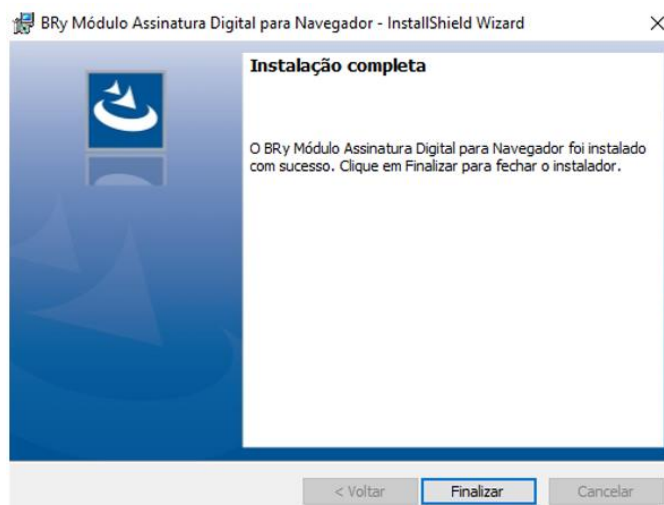 BRy Módulo Assinatura Digital para Navegador - InstallShield Wizard
Instalação completa
O BRy Módulo Assinatura Digital para Navegador foi instalado
com sucesso. Clique em Finalizar para fechar o instalador.
< Voltar
Finalizar
Cancelar